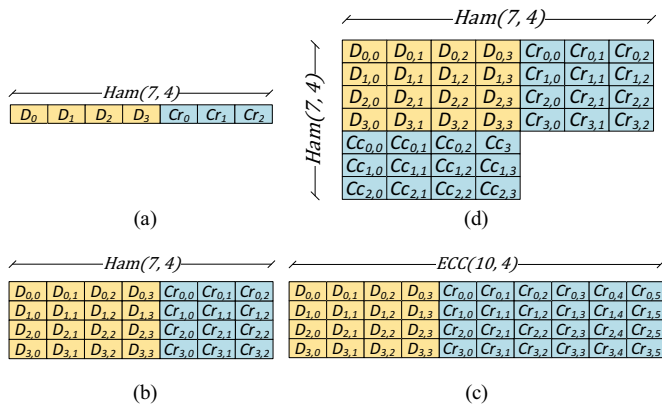 Ham(7, 4)
D0 D1 D2 D3 Cr0 Cr1 Cr2
(a)
Ham(7, 4)
Ham(7, 4)
D0,0 D0,1 D0,2 D0,3 Cr0,0 Cr0,1 Cr0,2
D1,0 D1,1 D1,2 D1,3 Cr1,0 Cr1,1 Cr1,2
D2,0 D2,1 D2,2 D2,3 Cr2,0 Cr2,1 Cr2,2
D3,0 D3,1 D3,2 D3,3 Cr3,0 Cr3,1 Cr3,2
Cc0,0 Cc0,1 Cc0,2 Cc3
Cc1,0 Cc1,1 Cc1,2 Cc1,3
Cc2,0 Cc2,1 Cc2,2 Cc2,3
(d)
Ham(7, 4)
D0,0 D0,1 D0,2 D0,3 Cr0,0 Cr0,1 Cr0,2
D1,0 D1,1 D1,2 D1,3 Cr1,0 Cr1,1 Cr1,2
D2,0 D2,1 D2,2 D2,3 Cr2,0 Cr2,1 Cr2,2
D3,0 D3,1 D3,2 D3,3 Cr3,0 Cr3,1 Cr3,2
(b)
ECC(10, 4)
D0,0 D0,1 D0,2 D0,3 Cr0,0 Cr0,1 Cr0,2 Cr0,3 Cr0,4 Cr0,5
D1,0 D1,1 D1,2 D1,3 Cr1,0 Cr1,1 Cr1,2 Cr1,3 Cr1,4 Cr1,5
D2,0 D2,1 D2,2 D2,3 Cr2,0 Cr2,1 Cr2,2 Cr2,3 Cr2,4 Cr2,5
D3,0 D3,1 D3,2 D3,3 Cr3,0 Cr3,1 Cr3,2 Cr3,3 Cr3,4 Cr3,5
(c)